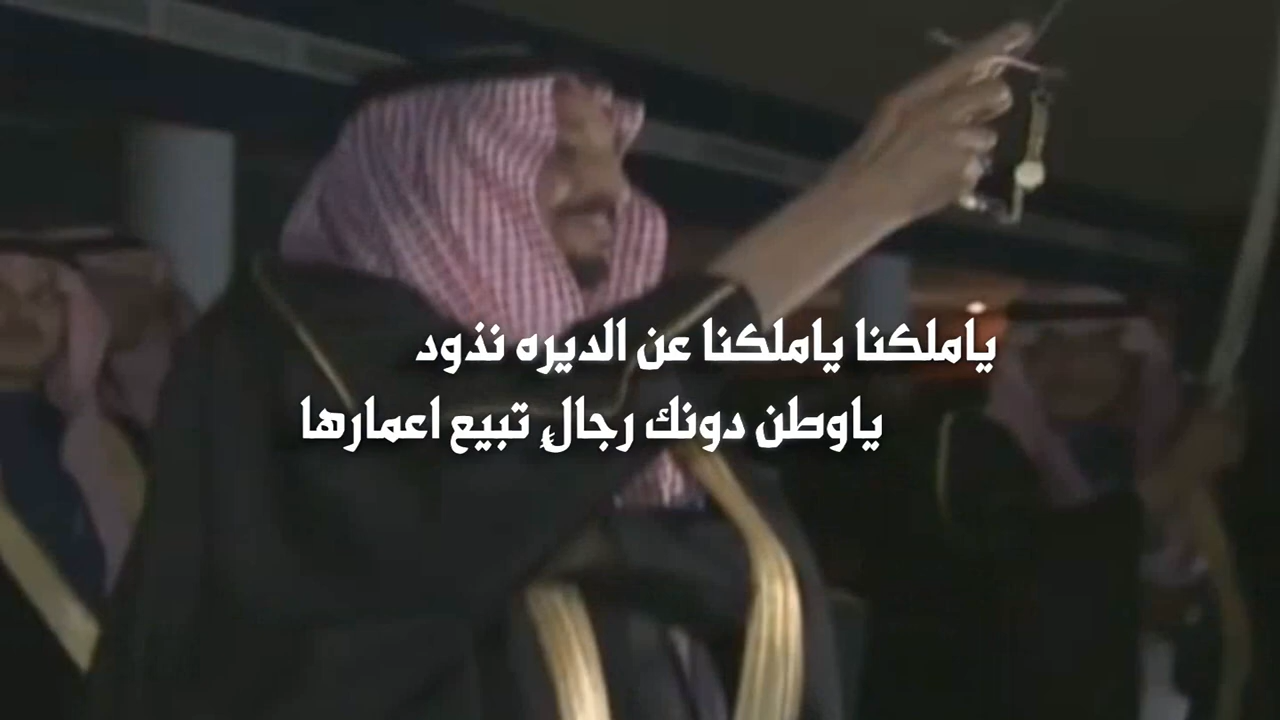 ياملكنا ياملكنا عن الديره نذود
ياوطن دونك رجالٍ تبيع اعمارها